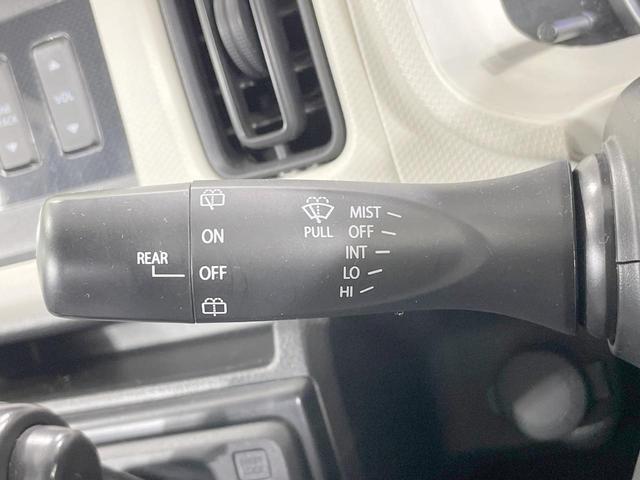 VOL
MIST
OFF
PULL
INT
LO
HI
ON
REAR
OFF